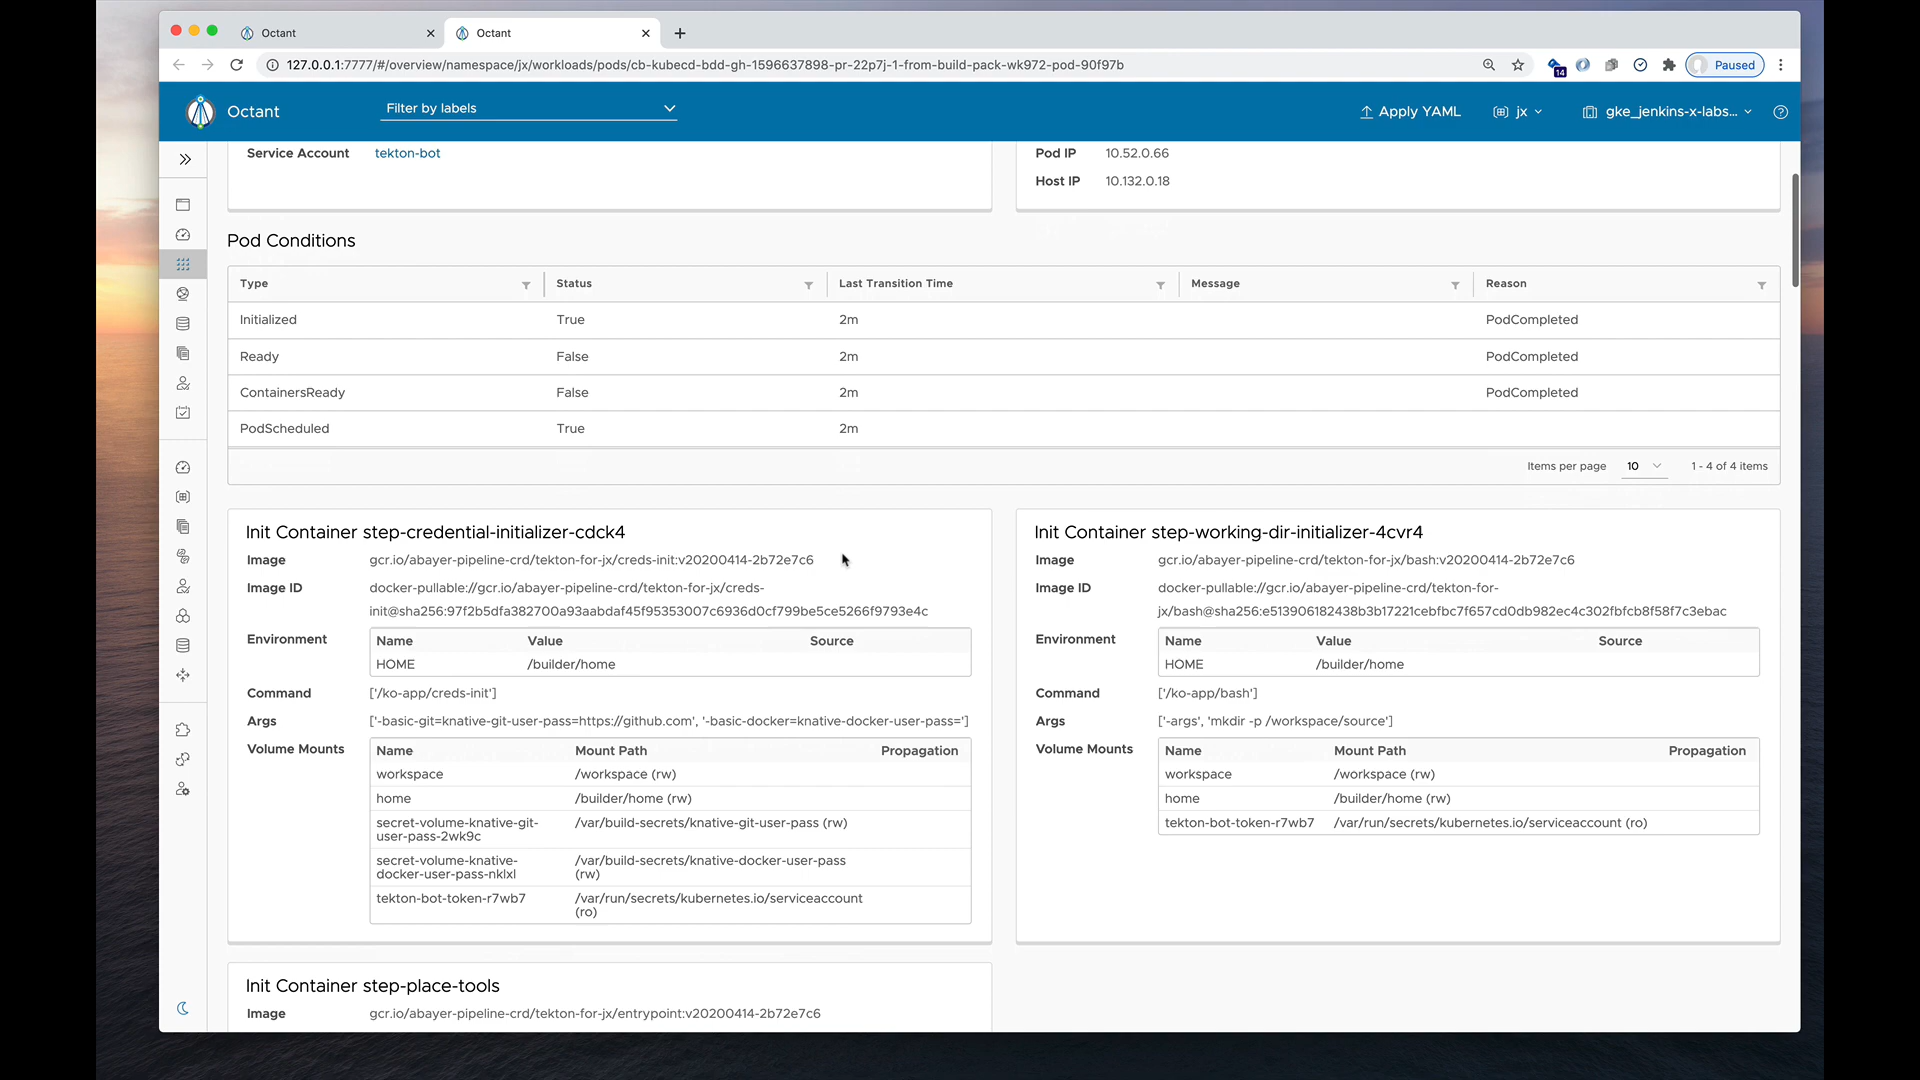 Octant
Octant
127.0.0.1:7777/#/overview/namespace/jx/workloads/pods/cb-kubecd-bdd-gh-1596637898-pr-22p7j-1-from-build-pack-wk972-pod-90f97b
14
Paused
Octant
Filter by labels
Apply YAML
jx
gke_jenkins-x-labs...
Service Account tekton-bot
Pod IP 10.52.0.66
Host IP 10.132.0.18
Pod Conditions
Type Status Last Transition Time Message Reason
Initialized True 2m PodCompleted
Ready False 2m PodCompleted
ContainersReady False 2m PodCompleted
PodScheduled True 2m
Items per page 10 1 - 4 of 4 items
Init Container step-credential-initializer-cdck4
Image gcr.io/abayer-pipeline-crd/tekton-for-jx/creds-init:v20200414-2b72e7c6
Image ID docker-pullable://gcr.io/abayer-pipeline-crd/tekton-for-jx/creds-
init@sha256:97f2b5dfa382700a93aabdaf45f95353007c6936d0cf799be5ce5266f9793e4c
Environment Name Value Source
HOME /builder/home
Command ['/ko-app/creds-init']
Args ['-basic-git=knative-git-user-pass=https://github.com', '-basic-docker=knative-docker-user-pass=']
Volume Mounts Name Mount Path Propagation
workspace /workspace (rw)
home /builder/home (rw)
secret-volume-knative-git- /var/build-secrets/knative-git-user-pass (rw)
user-pass-2wk9c
secret-volume-knative- /var/build-secrets/knative-docker-user-pass
docker-user-pass-nklxl (rw)
tekton-bot-token-r7wb7 /var/run/secrets/kubernetes.io/serviceaccount
(ro)
Init Container step-working-dir-initializer-4cvr4
Image gcr.io/abayer-pipeline-crd/tekton-for-jx/bash:v20200414-2b72e7c6
Image ID docker-pullable://gcr.io/abayer-pipeline-crd/tekton-for-
jx/bash@sha256:e513906182438b3b17221cebfbc7f657cd0db982ec4c302fbfcb8f58f7c3ebac
Environment Name Value Source
HOME /builder/home
Command ['/ko-app/bash']
Args ['-args', 'mkdir -p /workspace/source']
Volume Mounts Name Mount Path Propagation
workspace /workspace (rw)
home /builder/home (rw)
tekton-bot-token-r7wb7 /var/run/secrets/kubernetes.io/serviceaccount (ro)
Init Container step-place-tools
Image gcr.io/abayer-pipeline-crd/tekton-for-jx/entrypoint:v20200414-2b72e7c6